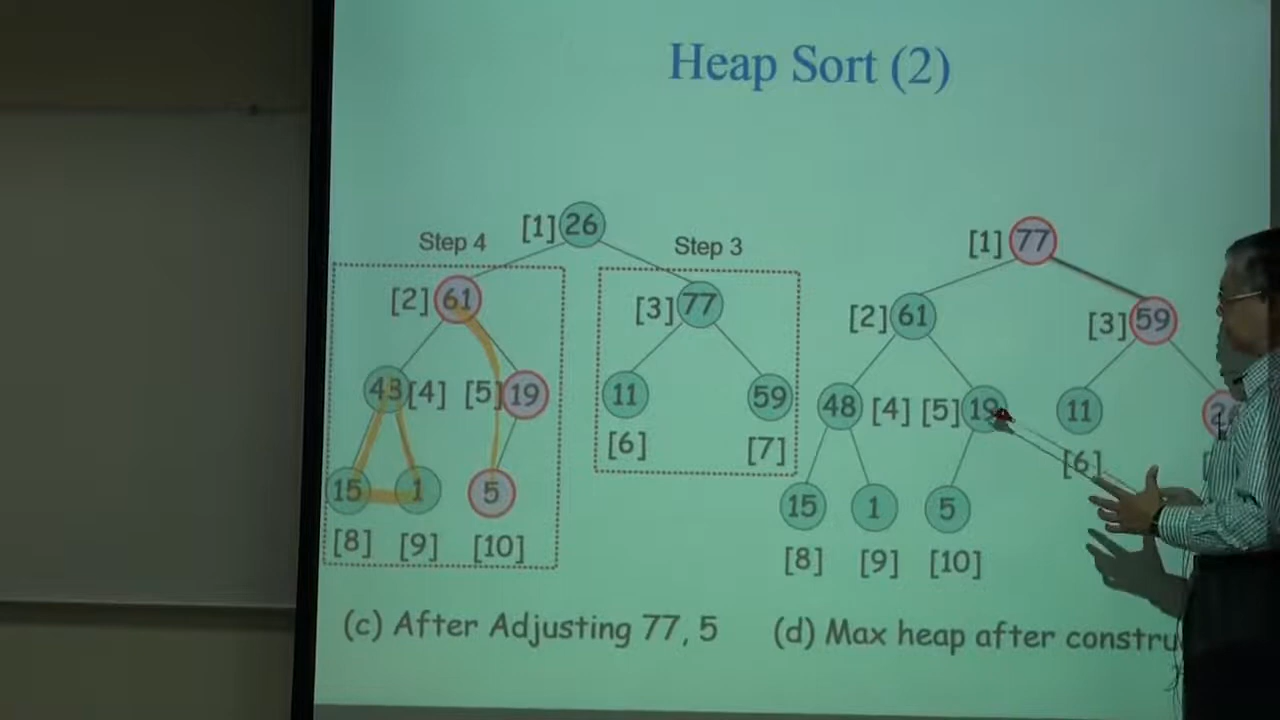 Heap Sort (2)
Step 4
[1] 26
Step 3
[2] 61
[3] 77
48 [4] [5] 19
11
59
[6]
[7]
15
1
5
[8] [9] [10]
(c) After Adjusting 77, 5
[1] 77
[2] 61
[3] 59
48 [4] [5] 19
11
[6]
15
1
5
[8] [9] [10]
(d) Max heap after